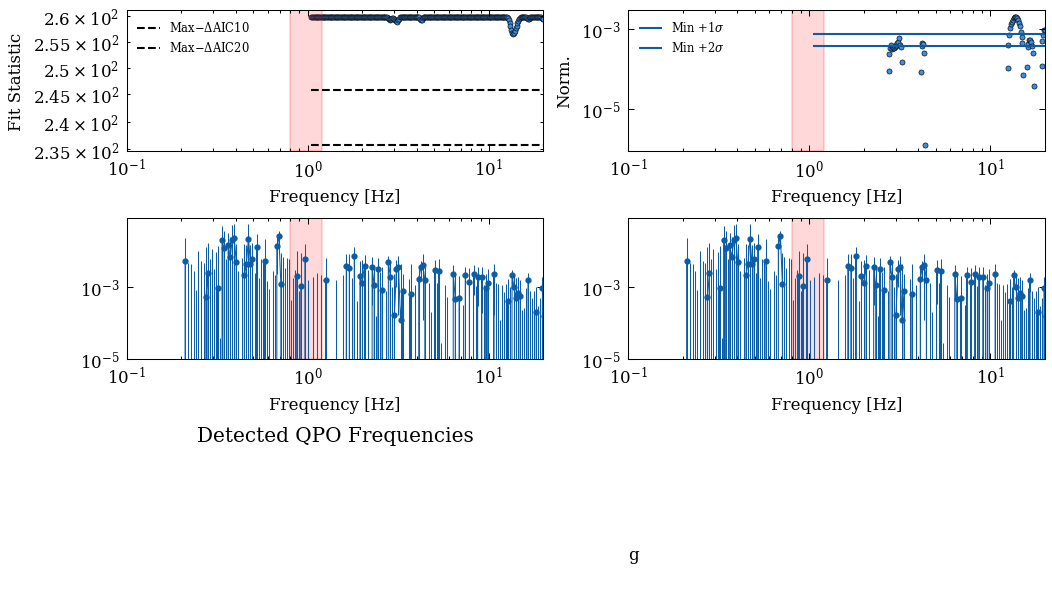 2.6 × 10²
2.55 × 10²
2.5 × 10²
2.45 × 10²
2.4 × 10²
2.35 × 10²
Fit Statistic
Max−ΔAIC10
Max−ΔAIC20
10⁻¹ 10⁰ 10¹
Frequency [Hz]
10⁻³
10⁻⁵
Norm.
Min +1σ
Min +2σ
10⁻¹ 10⁰ 10¹
Frequency [Hz]
10⁻³
10⁻⁵
10⁻¹ 10⁰ 10¹
Frequency [Hz]
10⁻³
10⁻⁵
10⁻¹ 10⁰ 10¹
Frequency [Hz]
Detected QPO Frequencies
g